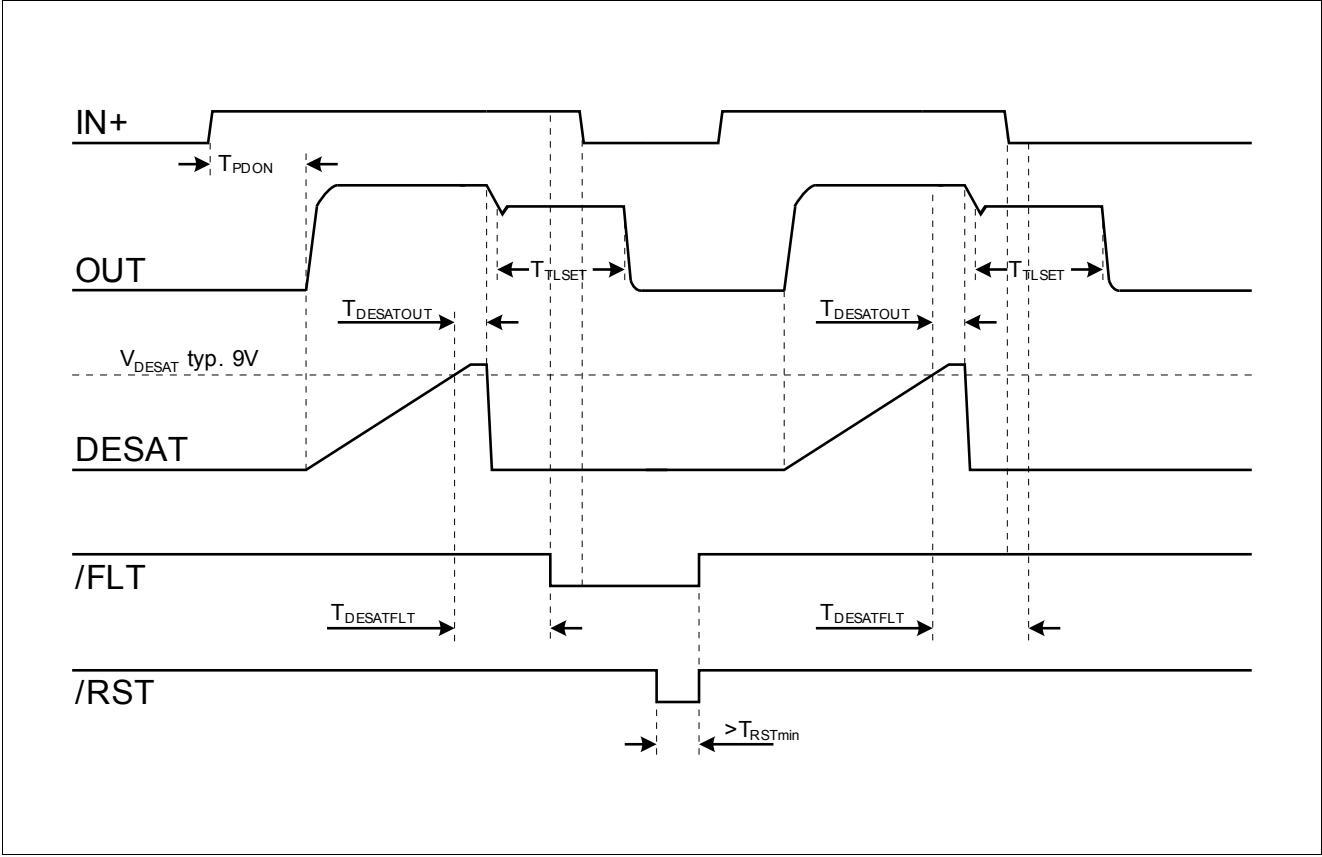 IN+
TPDON
OUT
TTLSET
TTLSET
TDESATOUT
TDESATOUT
VDESAT typ. 9V
DESAT
/FLT
TDESATFLT
TDESATFLT
/RST
>TRSTmin